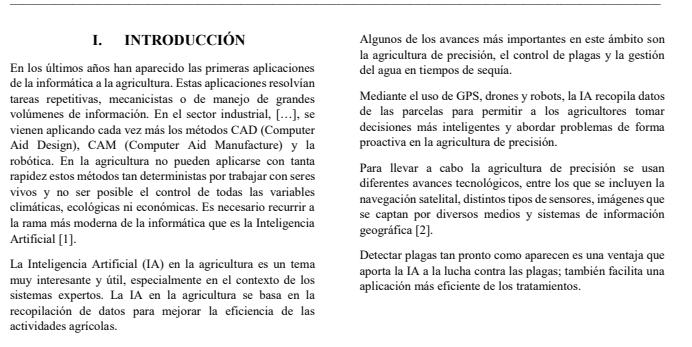 I. INTRODUCCIÓN
En los últimos años han aparecido las primeras aplicaciones
de la informática a la agricultura. Estas aplicaciones resolvían
tareas repetitivas, mecanicistas o de manejo de grandes
volúmenes de información. En el sector industrial, […], se
vienen aplicando cada vez más los métodos CAD (Computer
Aid Design), CAM (Computer Aid Manufacture) y la
robótica. En la agricultura no pueden aplicarse con tanta
rapidez estos métodos tan deterministas por trabajar con seres
vivos y no ser posible el control de todas las variables
climáticas, ecológicas ni económicas. Es necesario recurrir a
la rama más moderna de la informática que es la Inteligencia
Artificial [1].
La Inteligencia Artificial (IA) en la agricultura es un tema
muy interesante y útil, especialmente en el contexto de los
sistemas expertos. La IA en la agricultura se basa en la
recopilación de datos para mejorar la eficiencia de las
actividades agrícolas.
Algunos de los avances más importantes en este ámbito son
la agricultura de precisión, el control de plagas y la gestión
del agua en tiempos de sequía.
Mediante el uso de GPS, drones y robots, la IA recopila datos
de las parcelas para permitir a los agricultores tomar
decisiones más inteligentes y abordar problemas de forma
proactiva en la agricultura de precisión.
Para llevar a cabo la agricultura de precisión se usan
diferentes avances tecnológicos, entre los que se incluyen la
navegación satelital, distintos tipos de sensores, imágenes que
se captan por diversos medios y sistemas de información
geográfica [2].
Detectar plagas tan pronto como aparecen es una ventaja que
aporta la IA a la lucha contra las plagas; también facilita una
aplicación más eficiente de los tratamientos.